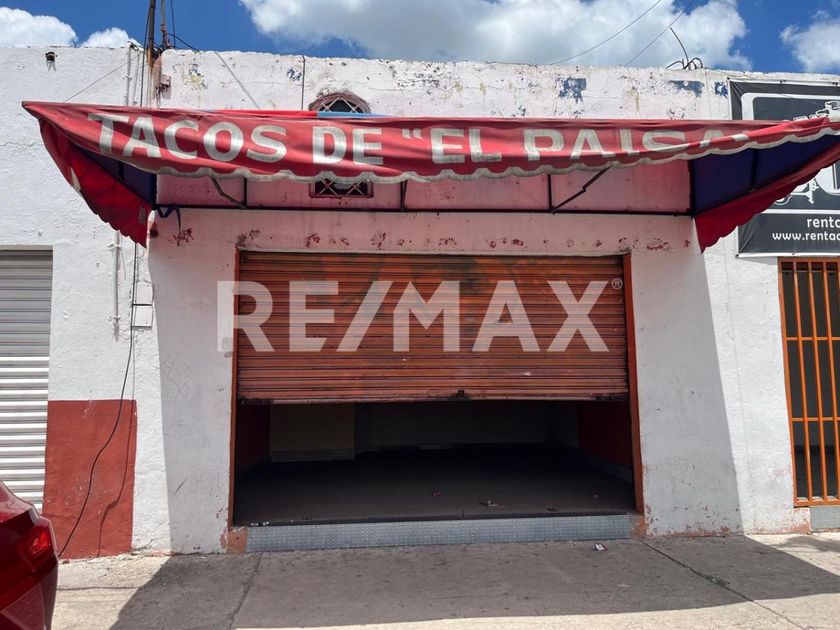 TACOS DE "EL PAISA"
RE/MAX®
renta
www.renta